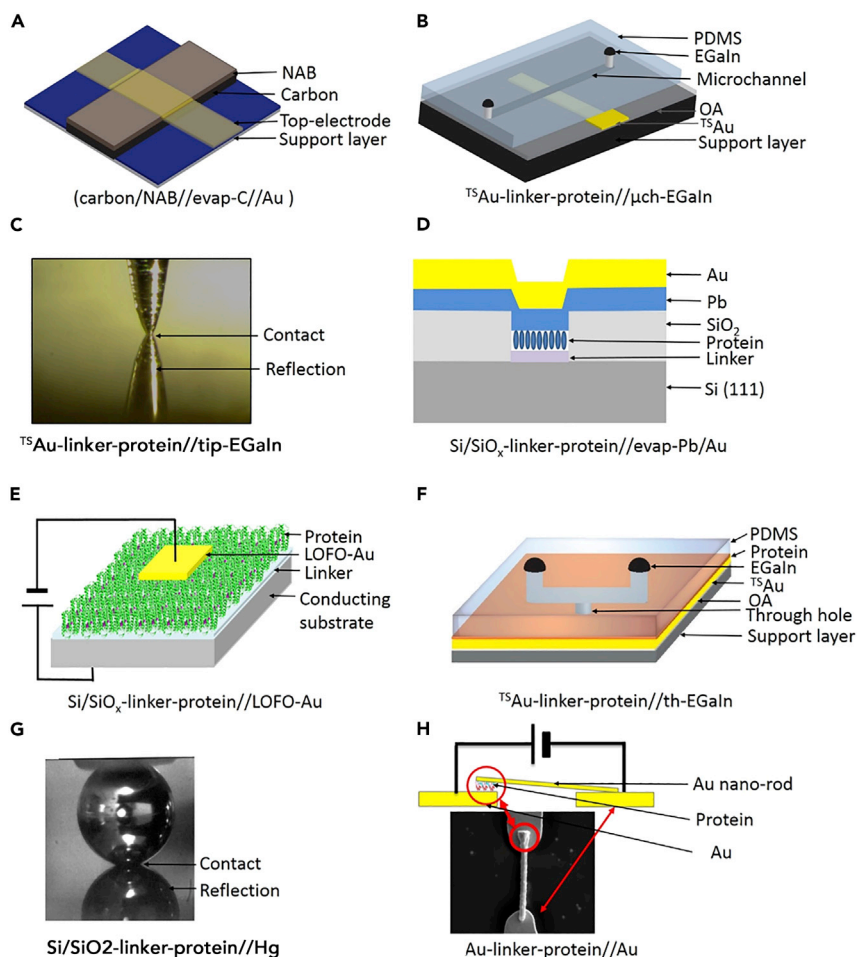 A
NAB
Carbon
Top-electrode
Support layer
(carbon/NAB//evap-C//Au )
B
PDMS
EGaIn
Microchannel
OA
TSAu
Support layer
TSAu-linker-protein//μch-EGaIn
C
Contact
Reflection
TSAu-linker-protein//tip-EGaIn
D
Au
Pb
SiO2
Protein
Linker
Si (111)
Si/SiOx-linker-protein//evap-Pb/Au
E
Protein
LOFO-Au
Linker
Conducting
substrate
Si/SiOx-linker-protein//LOFO-Au
F
PDMS
Protein
EGaIn
TSAu
OA
Through hole
Support layer
TSAu-linker-protein//th-EGaIn
G
Contact
Reflection
Si/SiO2-linker-protein//Hg
H
Au nano-rod
Protein
Au
Au-linker-protein//Au